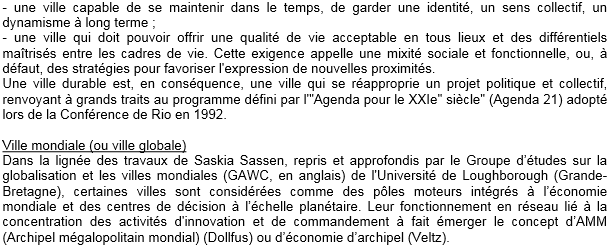 - une ville capable de se maintenir dans le temps, de garder une identité, un sens collectif, un
dynamisme à long terme ;
- une ville qui doit pouvoir offrir une qualité de vie acceptable en tous lieux et des différentiels
maîtrisés entre les cadres de vie. Cette exigence appelle une mixité sociale et fonctionnelle, ou, à
défaut, des stratégies pour favoriser l'expression de nouvelles proximités.
Une ville durable est, en conséquence, une ville qui se réapproprie un projet politique et collectif,
renvoyant à grands traits au programme défini par l'"Agenda pour le XXIe" siècle" (Agenda 21) adopté
lors de la Conférence de Rio en 1992.
Ville mondiale (ou ville globale)
Dans la lignée des travaux de Saskia Sassen, repris et approfondis par le Groupe d’études sur la
globalisation et les villes mondiales (GAWC, en anglais) de l’Université de Loughborough (Grande-
Bretagne), certaines villes sont considérées comme des pôles moteurs intégrés à l’économie
mondiale et des centres de décision à l’échelle planétaire. Leur fonctionnement en réseau lié à la
concentration des activités d’innovation et de commandement à fait émerger le concept d’AMM
(Archipel mégalopolitain mondial) (Dollfus) ou d’économie d’archipel (Veltz).